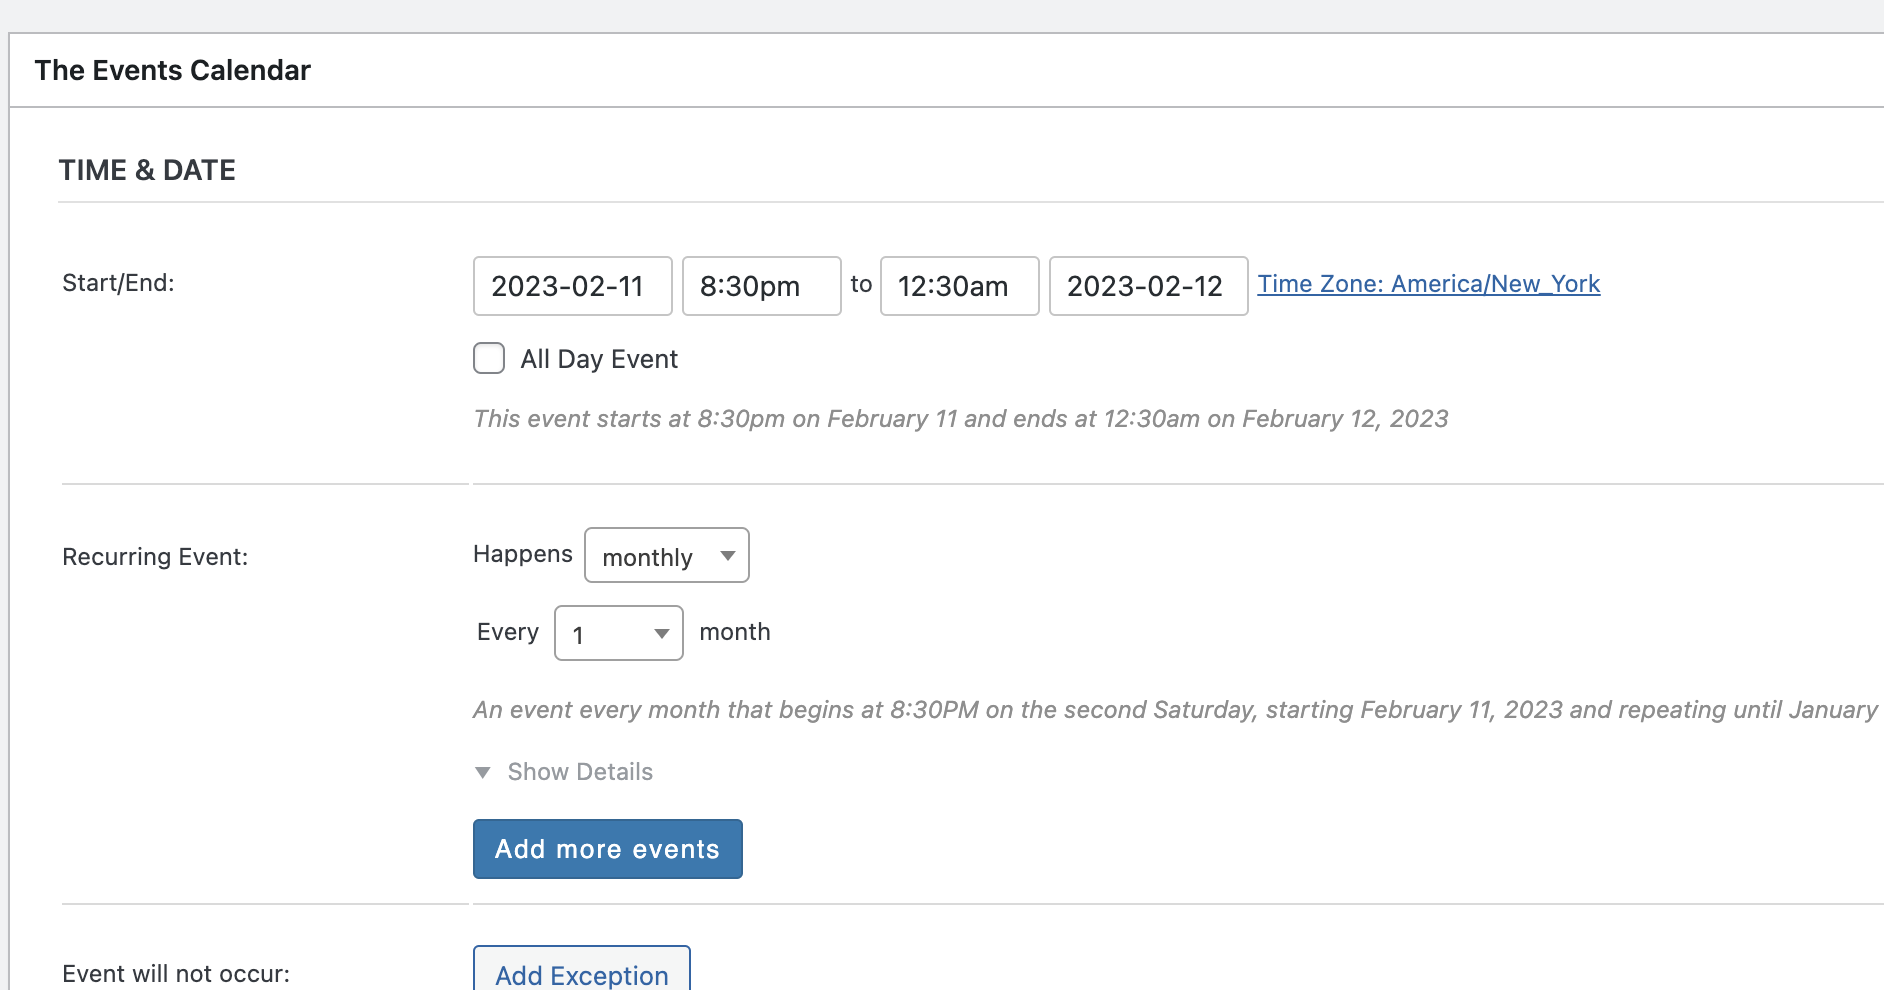 The Events Calendar
TIME & DATE
Start/End: 2023-02-11 8:30pm to 12:30am 2023-02-12 Time Zone: America/New_York
All Day Event
This event starts at 8:30pm on February 11 and ends at 12:30am on February 12, 2023
Recurring Event: Happens monthly
Every 1 month
An event every month that begins at 8:30PM on the second Saturday, starting February 11, 2023 and repeating until January
Show Details
Add more events
Event will not occur: Add Exception